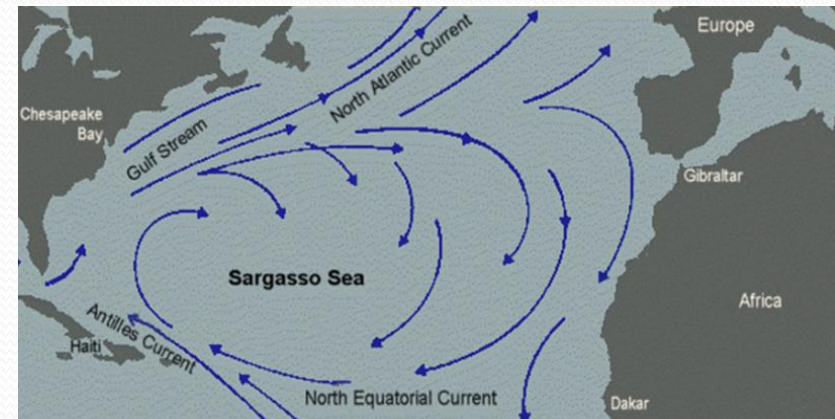 Europe
North Atlantic Current
Chesapeake
Bay
Gulf Stream
Gibraltar
Sargasso Sea
Africa
Antilles Current
Haiti
North Equatorial Current
Dakar